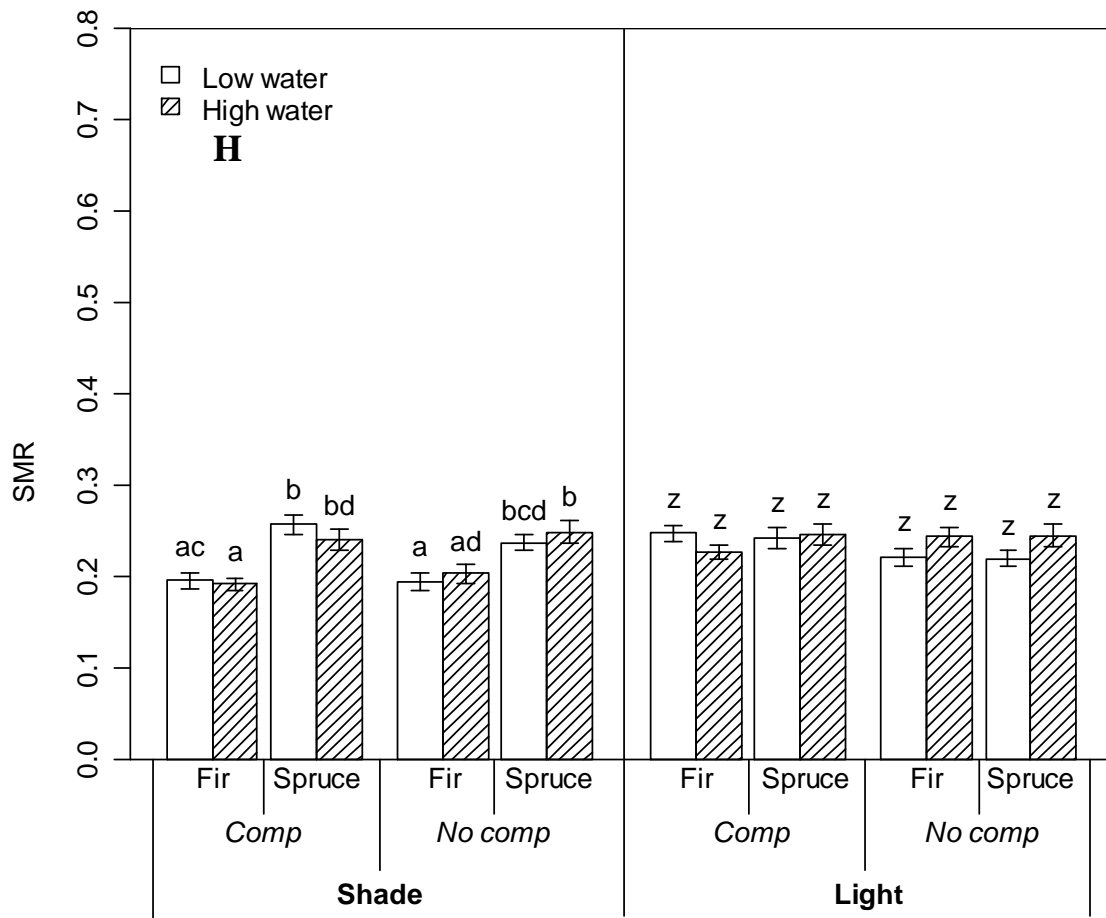 0.8
0.7
0.6
0.5
0.4
0.3
0.2
0.1
0.0
SMR
Low water
High water
H
ac a b bd a ad bcd b z z z z z z z z
Fir Spruce Fir Spruce Fir Spruce Fir Spruce
Comp No comp Comp No comp
Shade Light